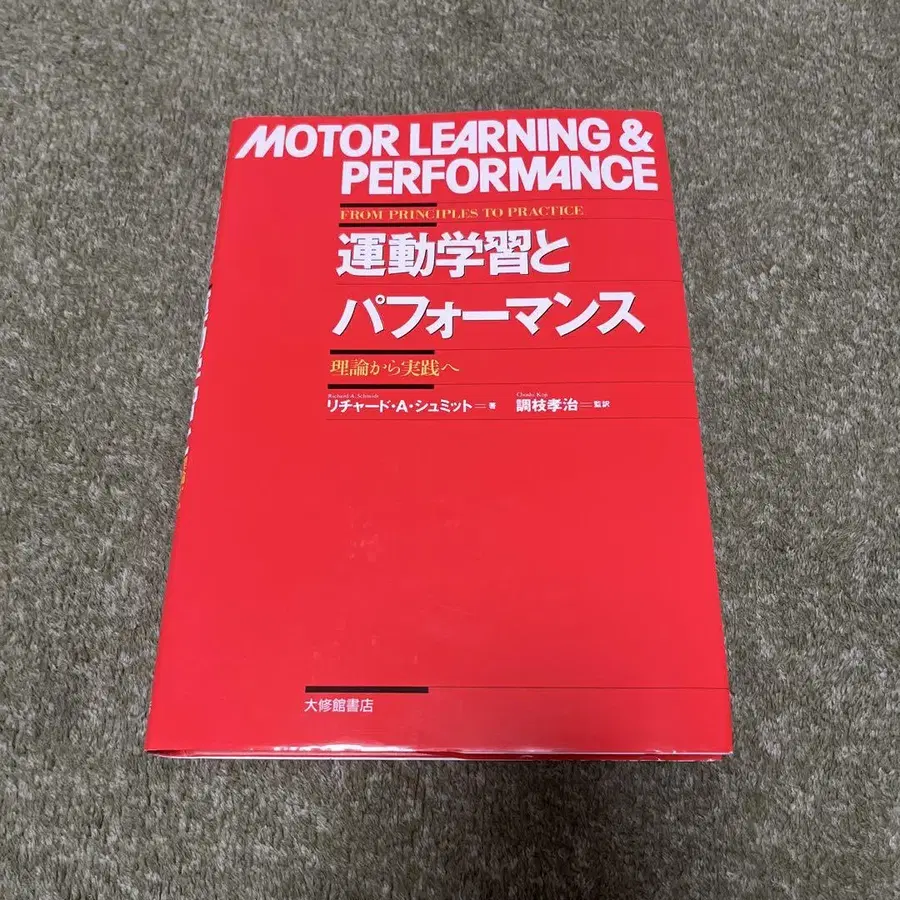 MOTOR LEARNING &
PERFORMANCE
FROM PRINCIPLES TO PRACTICE
運動学習と
パフォーマンス
理論から実践へ
Richard A. Schmidt
リチャード・A・シュミット=著
Choshi Koji
調枝孝治=監訳
大修館書店